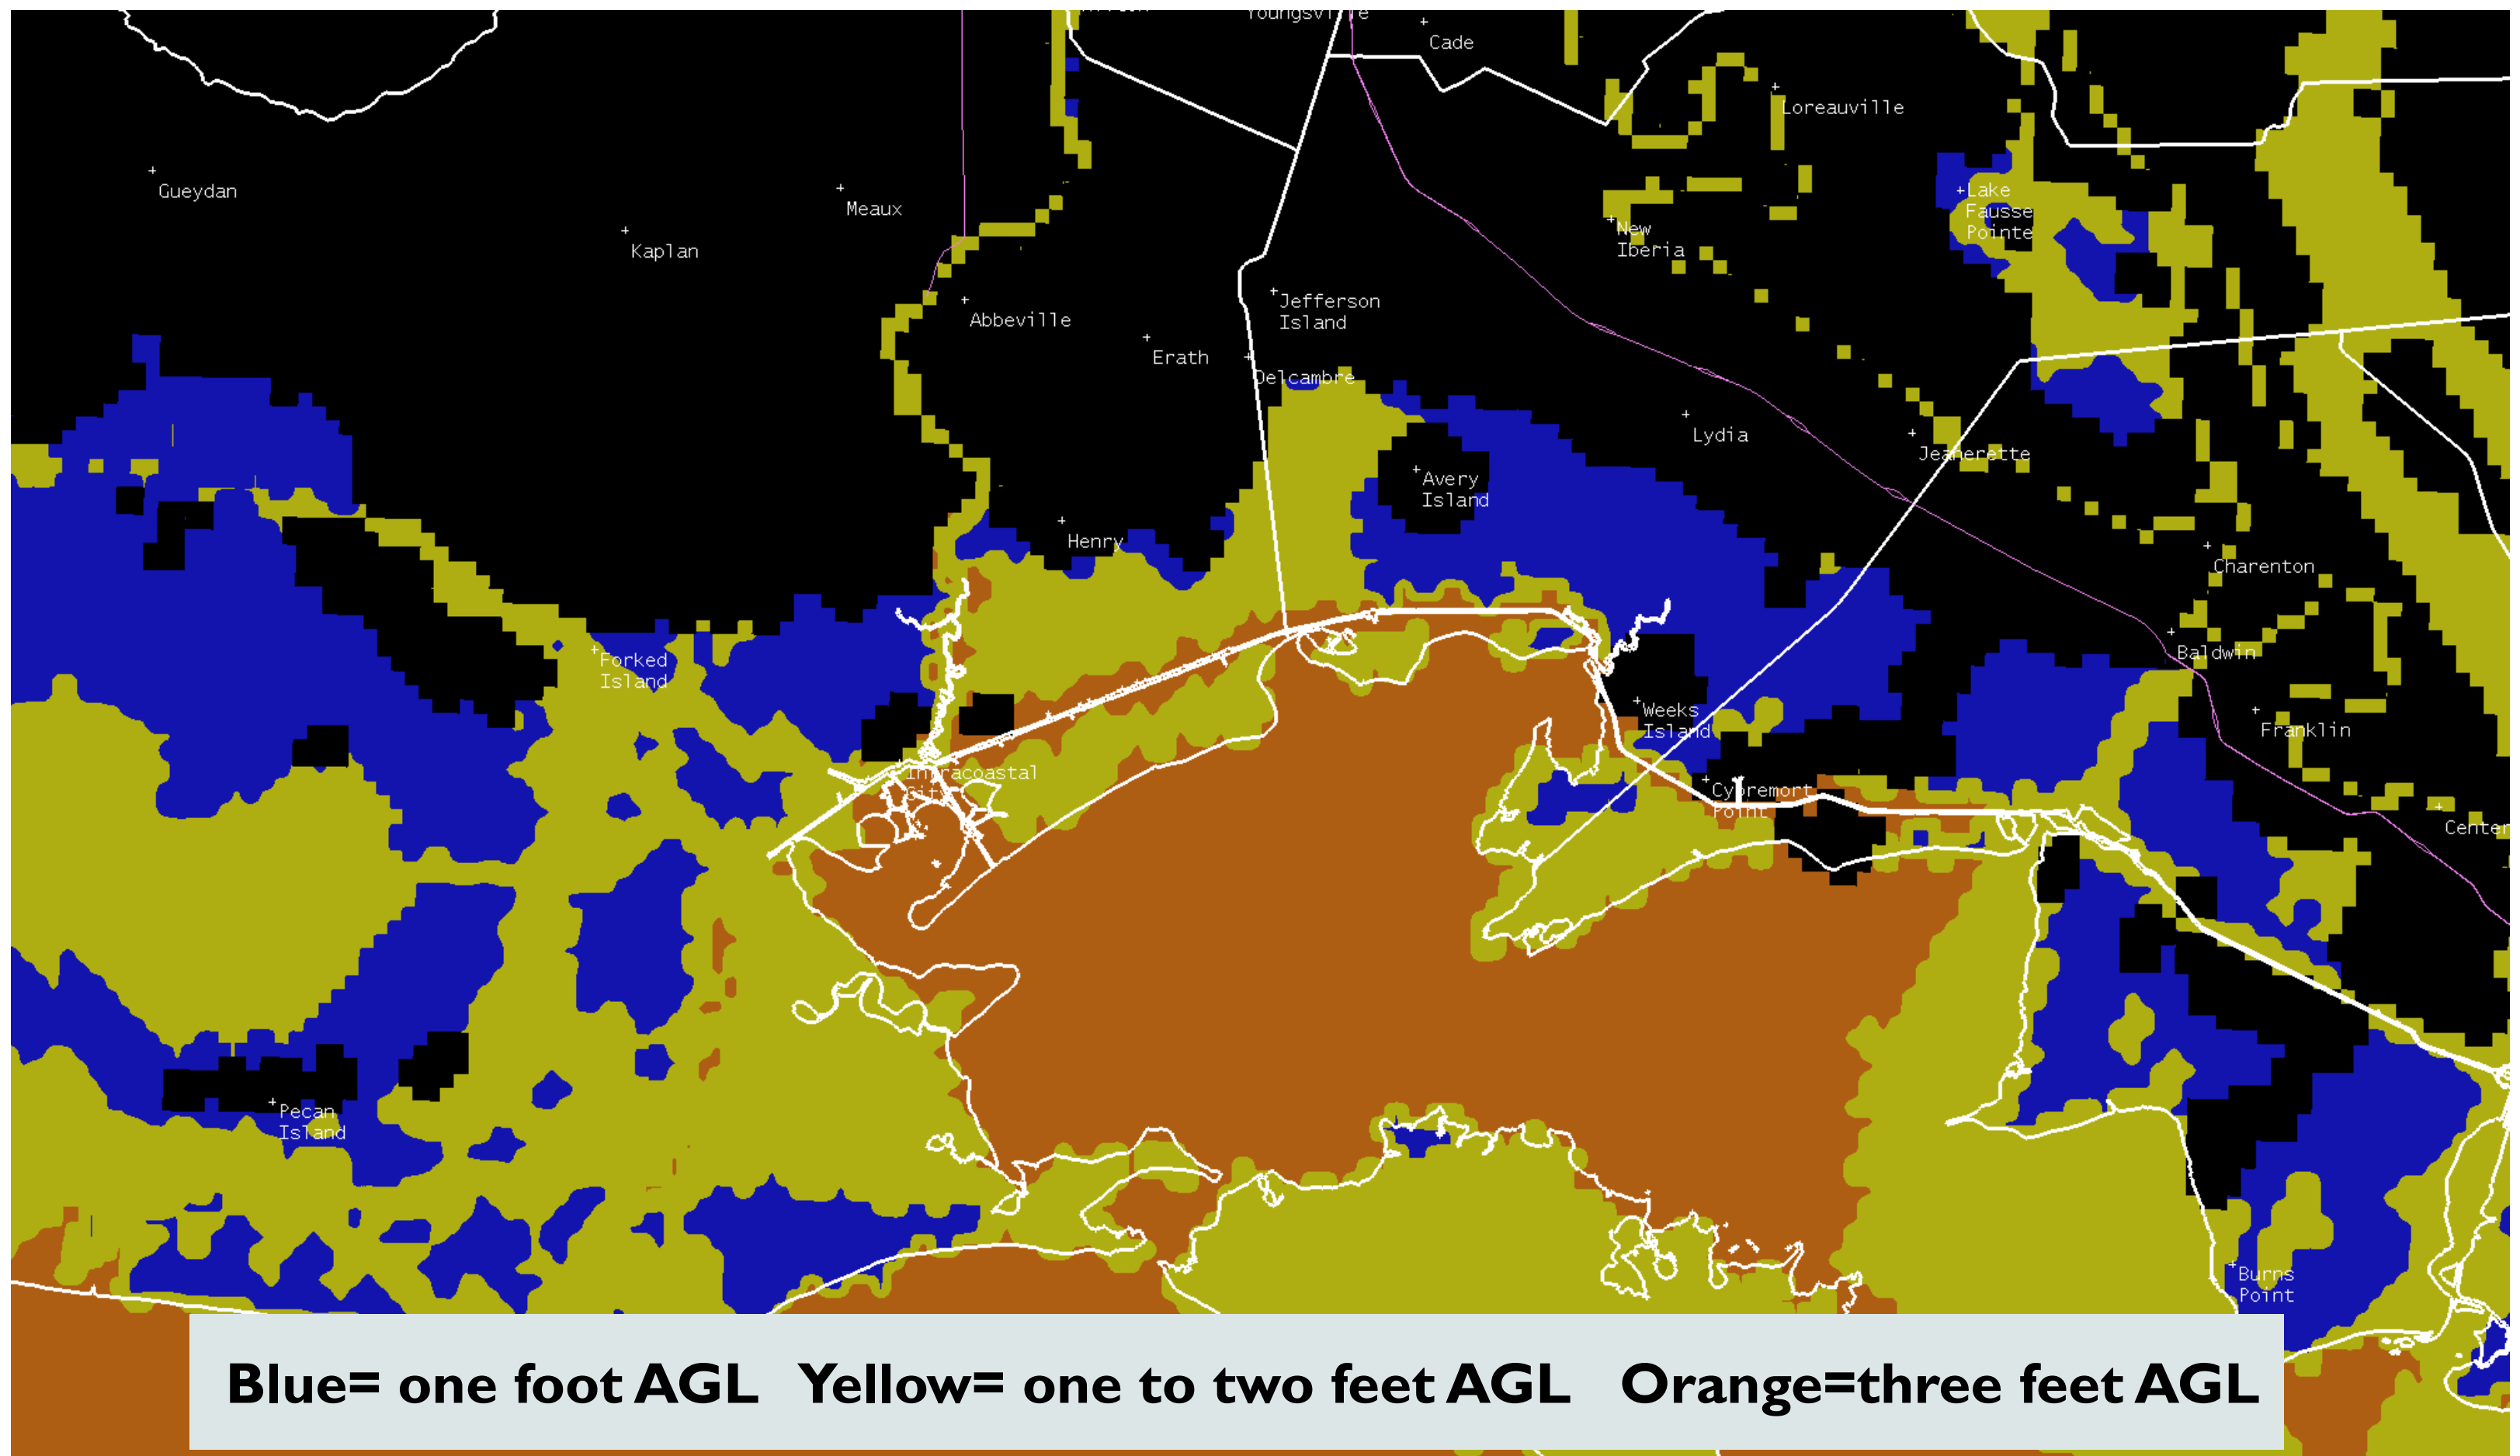 Youngsville
Cade
Loreauville
Gueydan
Lake
Fausse
Pointe
Meaux
New
Iberia
Kaplan
Jefferson
Island
Abbeville
Erath
Delcambre
Lydia
Jeanerette
Avery
Island
Henry
Charenton
Forked
Island
Baldwin
Weeks
Island
Franklin
Intracoastal
City
Cypremort
Point
Center
Pecan
Island
Burns
Point
Blue= one foot AGL Yellow= one to two feet AGL Orange=three feet AGL